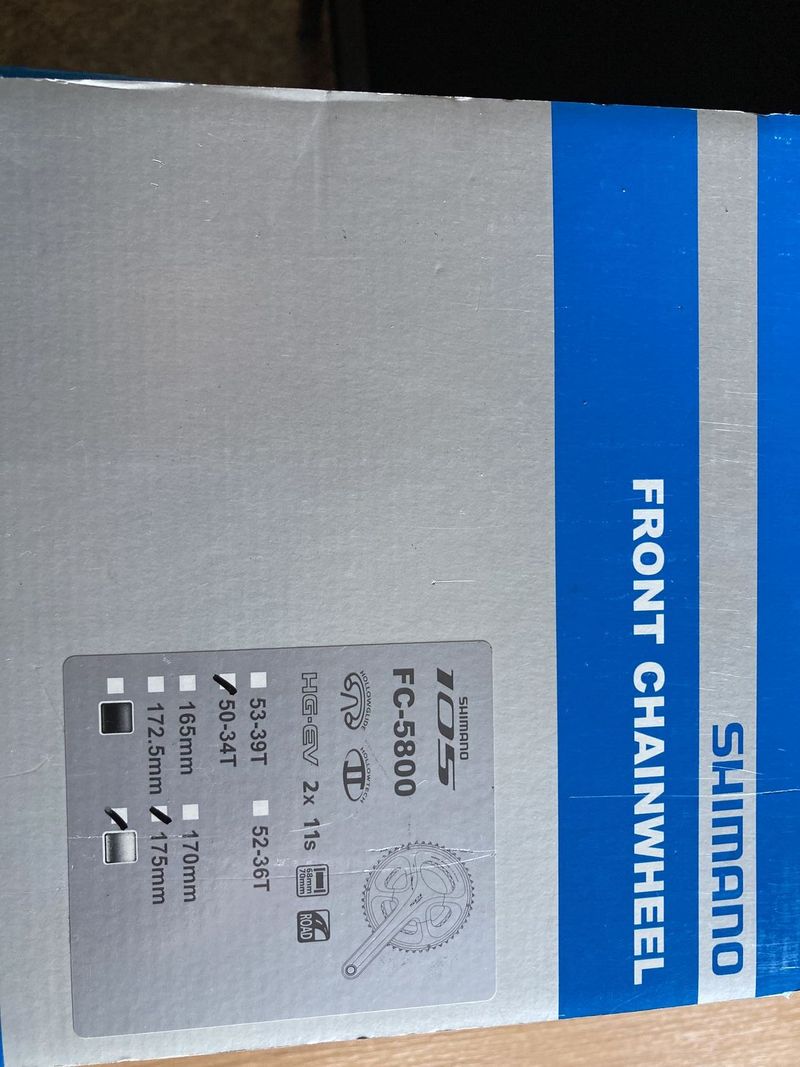 SHIMANO
FRONT CHAINWHEEL
SHIMANO
105
FC-5800
HOLLOWGLIDE HOLLOWTECH II
HG-EV 2x 11s 68mm 70mm ROAD
53-39T 52-36T
50-34T
165mm 170mm
172.5mm 175mm